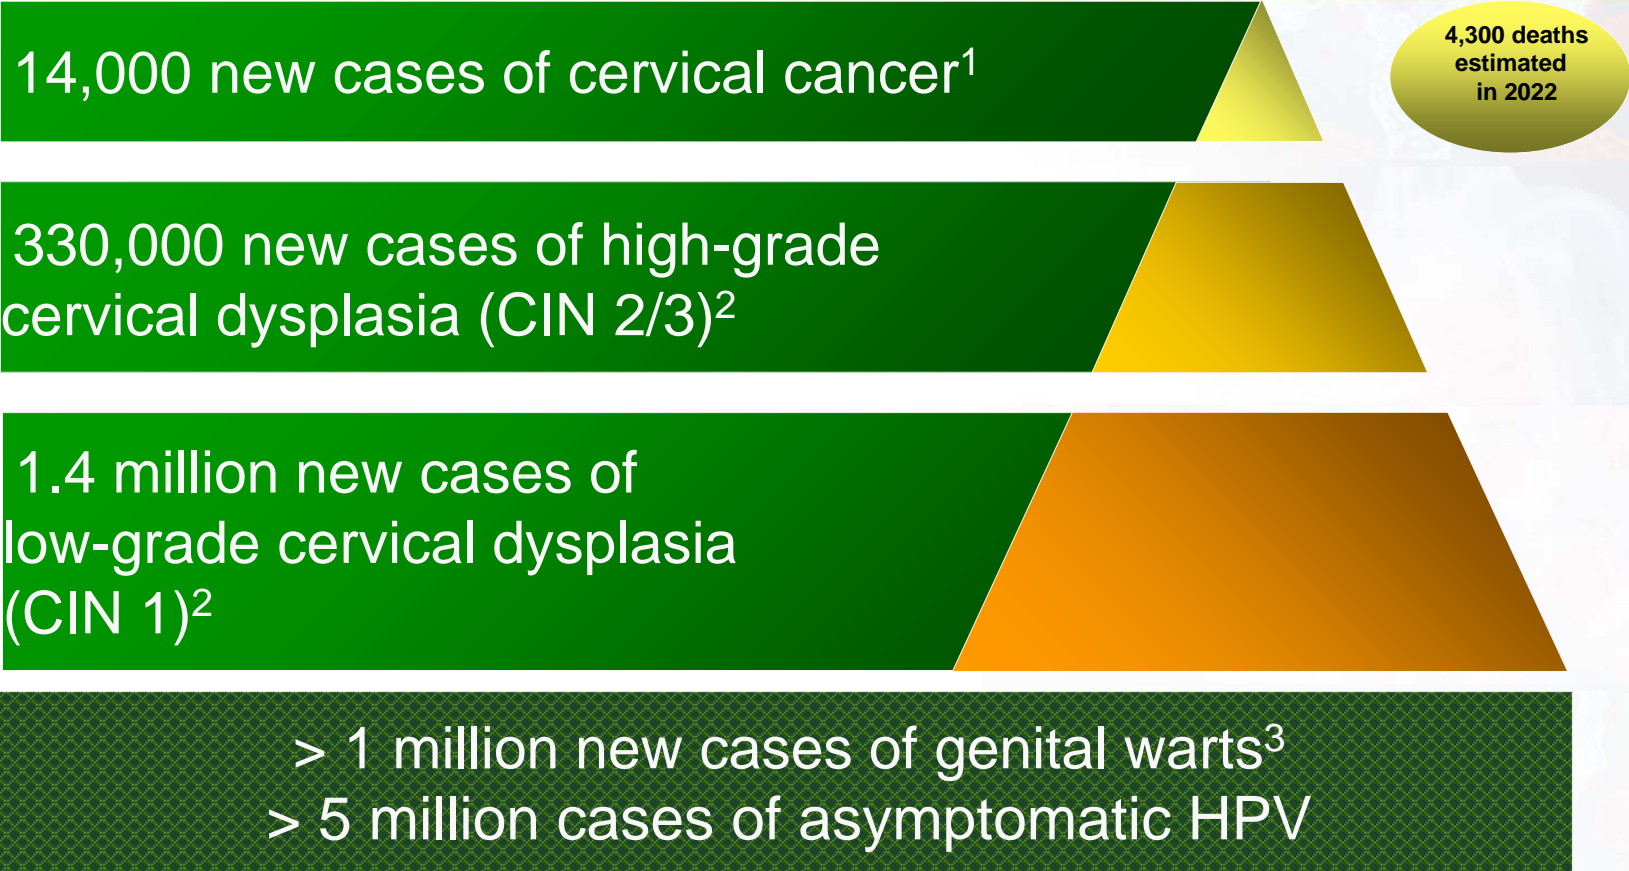 14,000 new cases of cervical cancer1
4,300 deaths
estimated
in 2022
330,000 new cases of high-grade
cervical dysplasia (CIN 2/3)2
1.4 million new cases of
low-grade cervical dysplasia
(CIN 1)2
> 1 million new cases of genital warts3
> 5 million cases of asymptomatic HPV